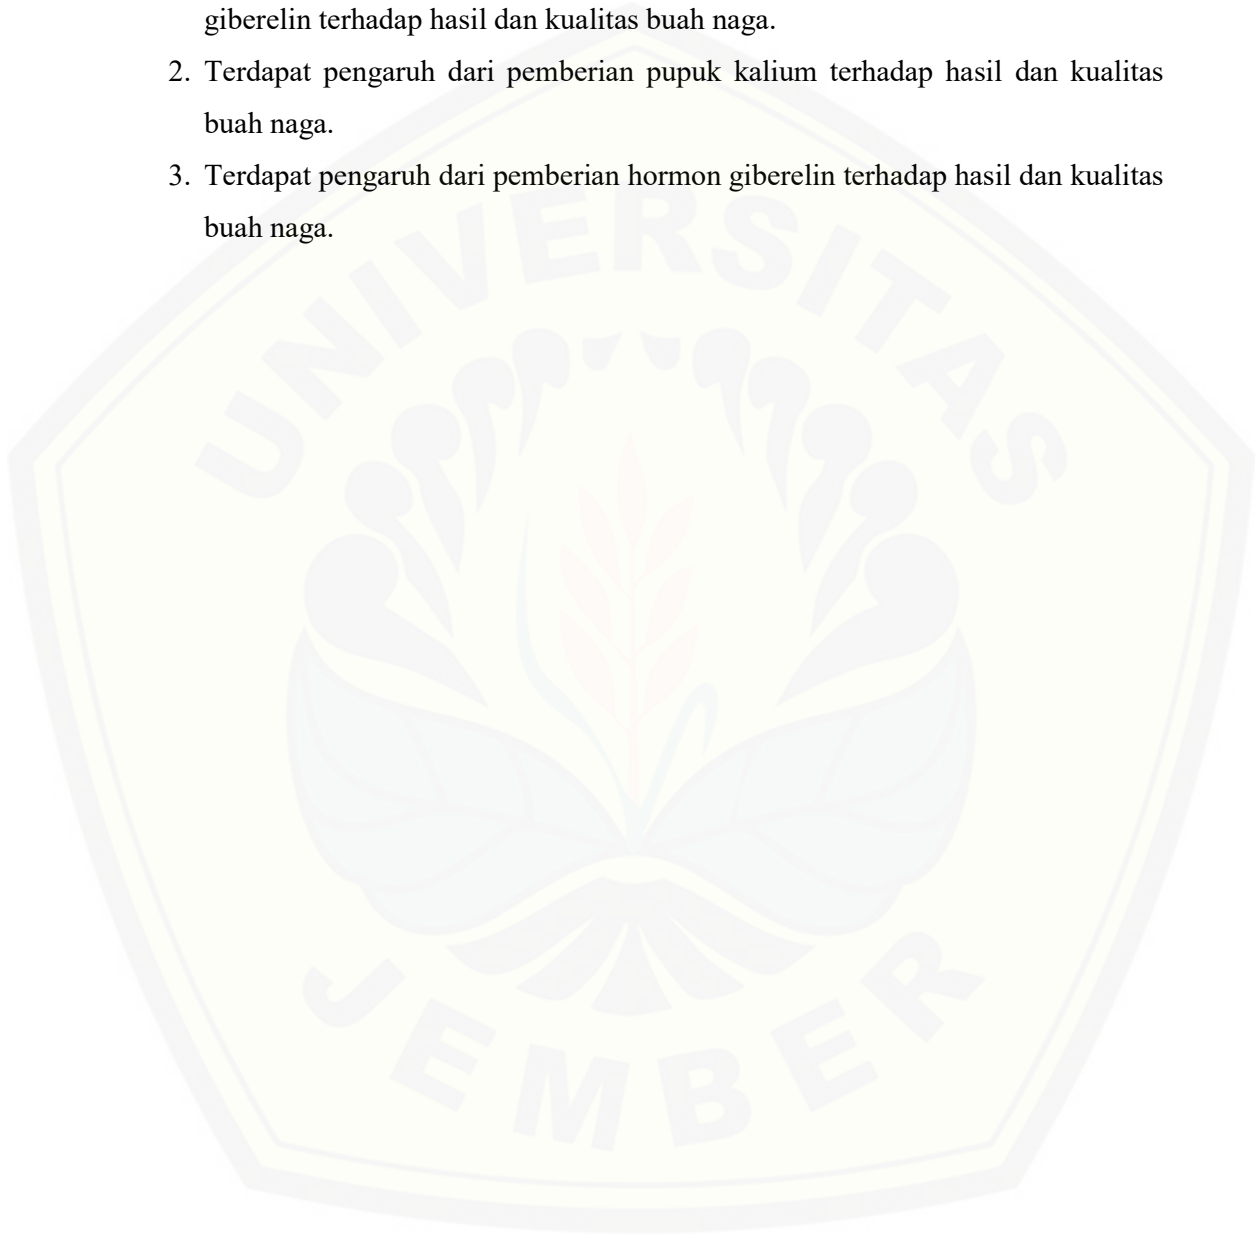 giberelin terhadap hasil dan kualitas buah naga.
2. Terdapat pengaruh dari pemberian pupuk kalium terhadap hasil dan kualitas
buah naga.
3. Terdapat pengaruh dari pemberian hormon giberelin terhadap hasil dan kualitas
buah naga.
UNIVERSITAS
JEMBER